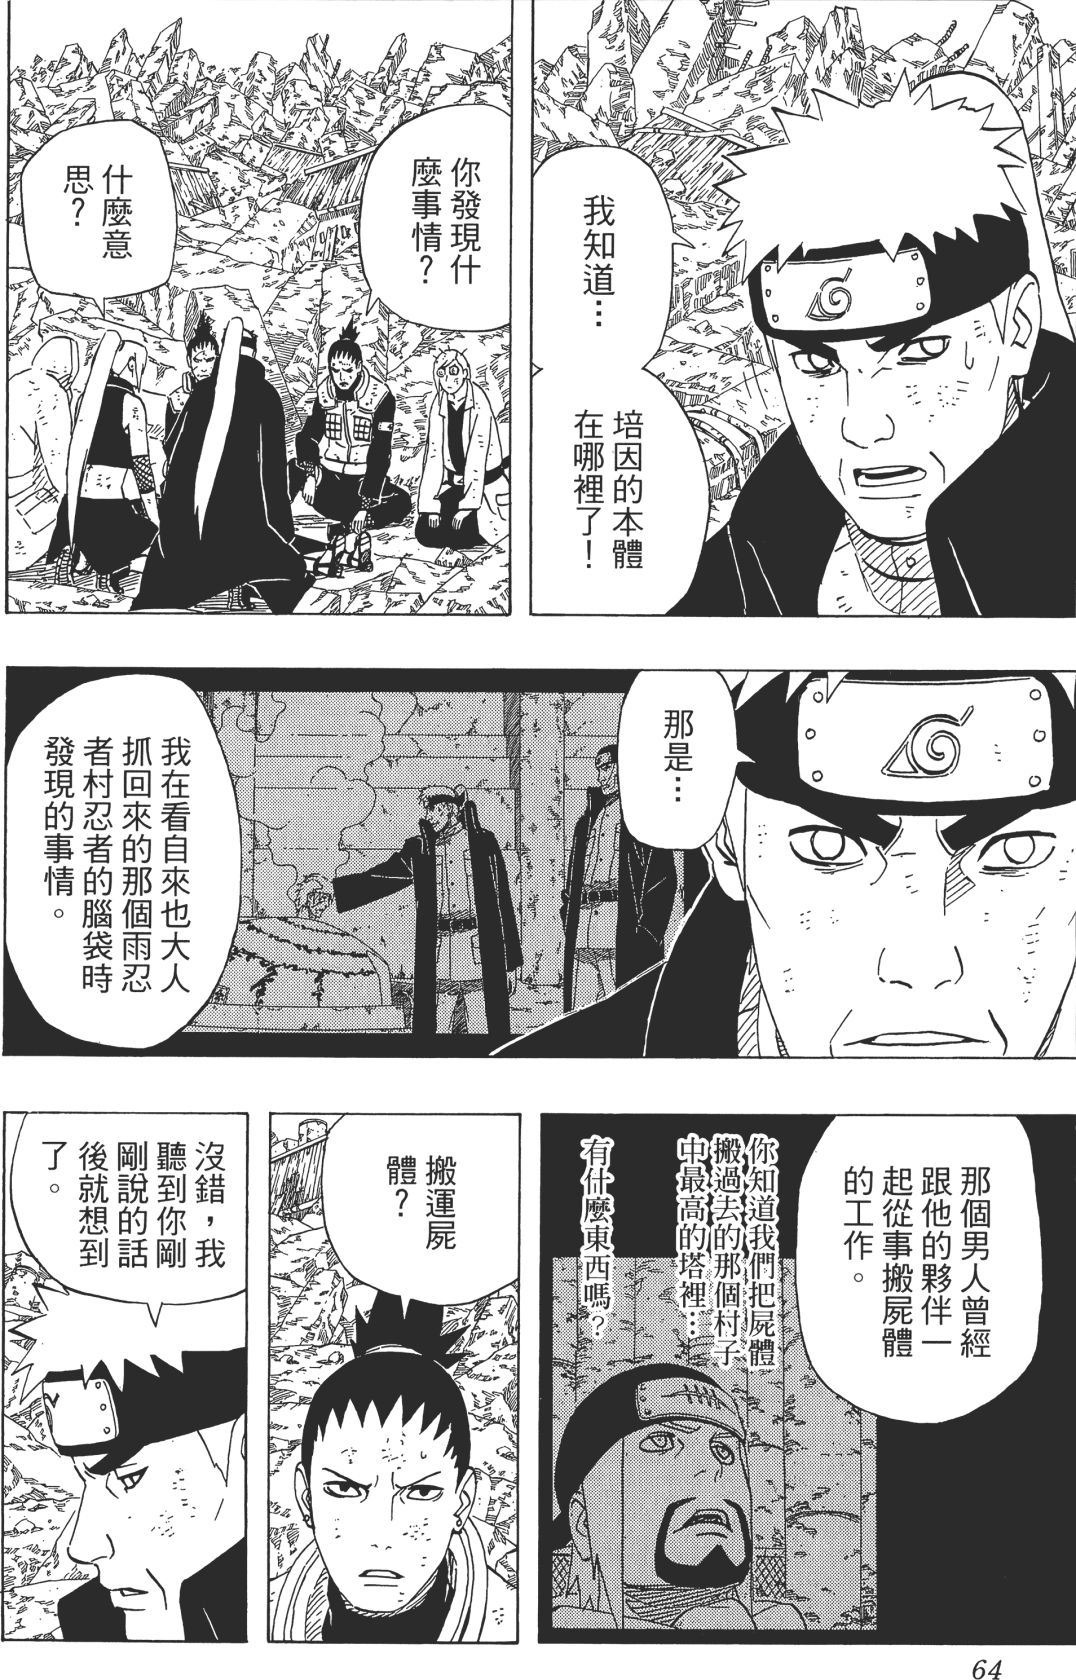 我知道…
培因的本體
在哪裡了！
你發現什
麼事情？
什麼意
思？
那是…
我在看自來也大人
抓回來的那個雨忍
者村忍者的腦袋時
發現的事情。
那個男人曾經
跟他的夥伴一
起從事搬屍體
的工作。
你知道我們把屍體
搬過去的那個村子
中最高的塔裡…
有什麼東西嗎？
搬運屍
體？
沒錯，我
聽到你剛
剛說的話
後就想到
了。
64